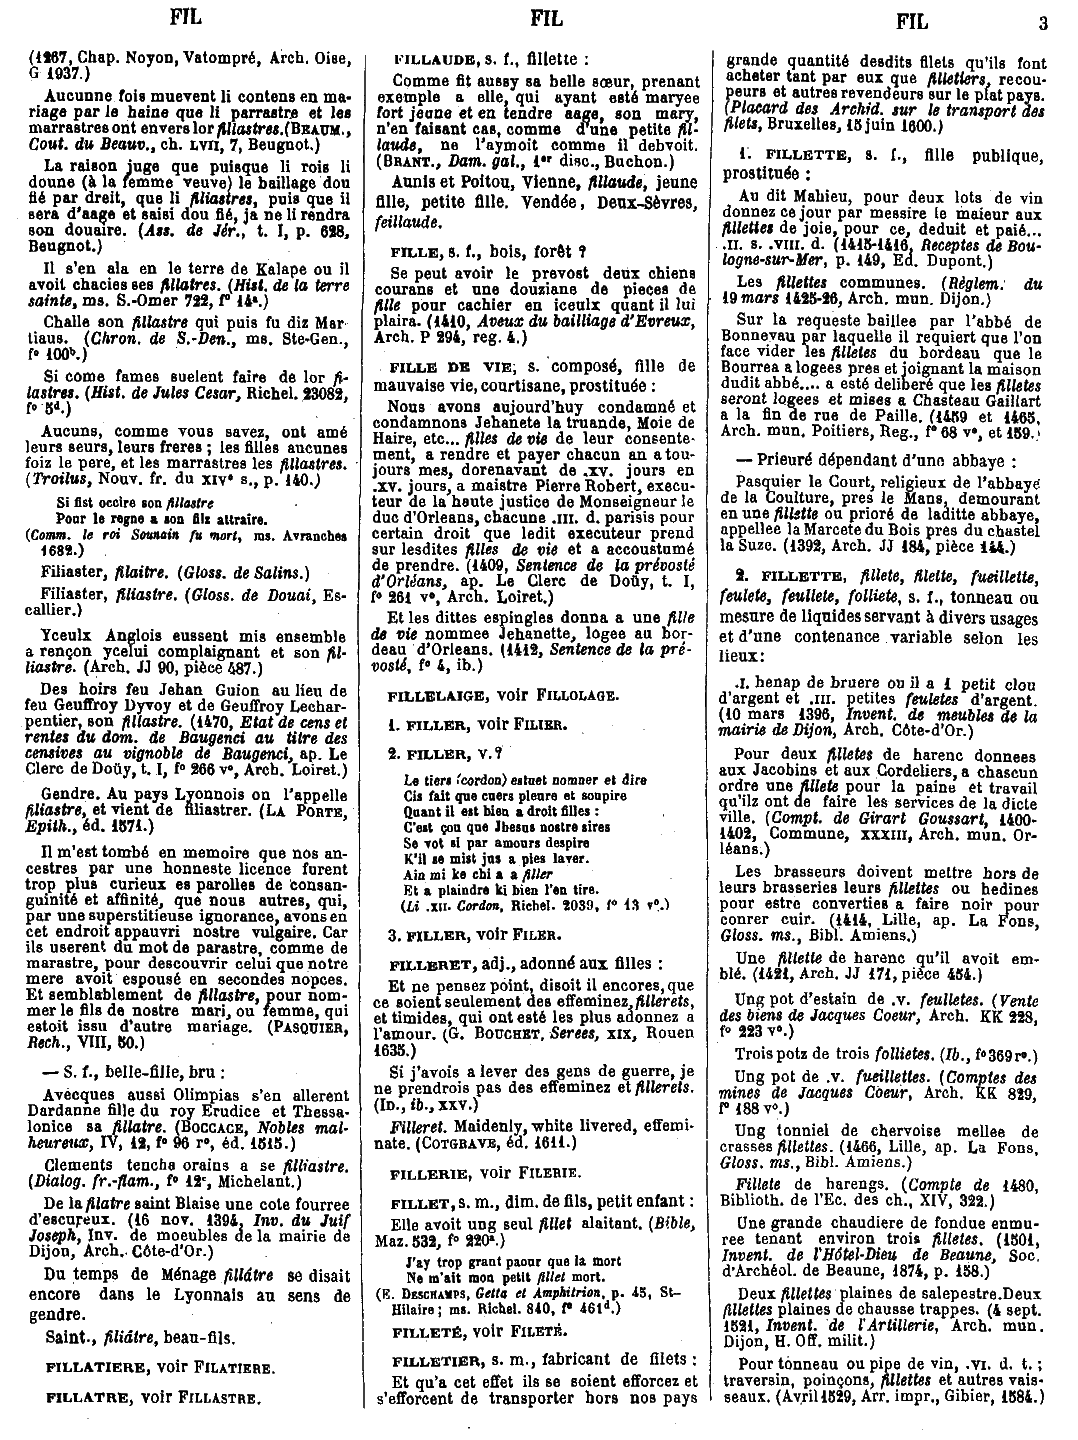 FIL FIL FIL 3
(1267, Chap. Noyon, Vatompré, Arch. Oise,
G 1937.)
Aucunne fois muevent li contens en ma-
riage par le haine que li parrastre et les
marrastres ont envers lor fillastres. (BEAUM.,
Cout. du Beauv., ch. LVII, 7, Beugnot.)
La raison juge que puisque li rois li
doune (à la femme veuve) le baillage dou
fié par dreit, que li filiastres, puis que il
sera d'aage et saisi dou fié, ja ne li rendra
son douaire. (Ass. de Jér., t. I, p. 628,
Beugnot.)
Il s'en ala en le terre de Kalape ou il
avoit chacies ses fillatres. (Hist. de la terre
sainte, ms. S.-Omer 722, f° 14ᵃ.)
Challe son filastre qui puis fu diz Mar-
tiaus. (Chron. de S.-Den., ms. Ste-Gen.,
f° 100ᵇ.)
Si come fames suelent faire de lor fi-
lastres. (Hist. de Jules Cesar, Richel. 23082,
f° 5ᵈ.)
Aucuns, comme vous savez, ont amé
leurs seurs, leurs freres ; les filles aucunes
foiz le pere, et les marrastres les fillastres.
(Troilus, Nouv. fr. du XIVᵉ s., p. 140.)
Si fist occire son fillastre
Pour le regne a son filz attraire.
(Comm. le roi Sounain fu mort, ms. Avranches
1682.)
Filiaster, filaitre. (Gloss. de Salins.)
Filiaster, filiastre. (Gloss. de Douai, Es-
callier.)
Yceulx Anglois eussent mis ensemble
a rençon ycelui complaignant et son fil-
liastre. (Arch. JJ 90, pièce 487.)
Des hoirs feu Jehan Guion au lieu de
feu Geuffroy Dyvoy et de Geuffroy Lechar-
pentier, son fillastre. (1470, Etat de cens et
rentes du dom. de Baugenci au titre des
censives au vignoble de Baugenci, ap. Le
Clerc de Doüy, t. I, f° 266 v°, Arch. Loiret.)
Gendre. Au pays Lyonnois on l'appelle
filiastre, et vient de filiastrer. (LA PORTE,
Epith., éd. 1571.)
Il m'est tombé en memoire que nos an-
cestres par une honneste licence furent
trop plus curieux es parolles de consan-
guinité et affinité, que nous autres, qui,
par une superstitieuse ignorance, avons en
cet endroit appauvri nostre vulgaire. Car
ils userent du mot de parastre, comme de
marastre, pour descouvrir celui que notre
mere avoit espousé en secondes nopces.
Et semblablement de fillastre, pour nom-
mer le fils de nostre mari, ou femme, qui
estoit issu d'autre mariage. (PASQUIER,
Rech., VIII, 50.)
— S. f., belle-fille, bru :
Avecques aussi Olimpias s'en allerent
Dardanne fille du roy Erudice et Thessa-
lonice sa fillatre. (BOCCACE, Nobles mal-
heureux, IV, 12, f° 96 r°, éd. 1515.)
Clements tencha orains a se filliastre.
(Dialog. fr.-flam., f° 12ᶜ, Michelant.)
De la filatre saint Blaise une cote fourree
d'escureux. (16 nov. 1394, Inv. du Juif
Joseph, Inv. de moeubles de la mairie de
Dijon, Arch. Côte-d'Or.)
Du temps de Ménage fillâtre se disait
encore dans le Lyonnais au sens de
gendre.
Saint., filiâtre, beau-fils.
FILLATIERE, voir FILATIERE.
FILLATRE, voir FILLASTRE.
FILLAUDE, s. f., fillette :
Comme fit aussy sa belle sœur, prenant
exemple a elle, qui ayant esté maryee
fort jeune et en tendre aage, son mary,
n'en faisant cas, comme d'une petite fil-
laude, ne l'aymoit comme il debvoit.
(BRANT., Dam. gal., 1ᵉʳ disc., Buchon.)
Aunis et Poitou, Vienne, fillaude, jeune
fille, petite fille. Vendée, Deux-Sèvres,
feillaude.
FILLE, s. f., bois, forêt ?
Se peut avoir le prevost deux chiens
courans et une douziane de pieces de
fille pour cachier en iceulx quant il lui
plaira. (1410, Aveux du bailliage d'Evreux,
Arch. P 294, reg. 4.)
FILLE DE VIE, s. composé, fille de
mauvaise vie, courtisane, prostituée :
Nous avons aujourd'huy condamné et
condamnons Jehanete la truande, Moie de
Haire, etc... filles de vie de leur consente-
ment, a rendre et payer chacun an a tou-
jours mes, dorenavant de .XV. jours en
.XV. jours, a maistre Pierre Robert, execu-
teur de la haute justice de Monseigneur le
duc d'Orleans, chacune .III. d. parisis pour
certain droit que ledit executeur prend
sur lesdites filles de vie et a accoustumé
de prendre. (1409, Sentence de la prévosté
d'Orléans, ap. Le Clerc de Doüy, t. I,
f° 261 v°, Arch. Loiret.)
Et les dittes espingles donna a une fille
de vie nommee Jehanette, logee au bor-
deau d'Orleans. (1412, Sentence de la pré-
vosté, f° 4, ib.)
FILLELAIGE, voir FILLOLAGE.
1. FILLER, voir FILIER.
2. FILLER, v. ?
Le tiers (cordon) estuet nomner et dire
Cis fait que cuers pleure et soupire
Quant il est bien a droit filles :
C'est çou que Jhesus nostre sires
Se vot si par amours despire
K'il se mist jus a pies laver.
Ain mi ke chi a a filler
Et a plaindre ki bien l'en tire.
(Li .XII. Cordon, Richel. 2039, f° 13 v°.)
3. FILLER, voir FILER.
FILLERET, adj., adonné aux filles :
Et ne pensez point, disoit il encores, que
ce soient seulement des effeminez, fillerets,
et timides, qui ont esté les plus adonnez a
l'amour. (G. BOUCHET, Serees, XIX, Rouen
1635.)
Si j'avois a lever des gens de guerre, je
ne prendrois pas des effeminez et fillerets.
(ID., ib., XXV.)
Filleret. Maidenly, white livered, effemi-
nate. (COTGRAVE, éd. 1611.)
FILLERIE, voir FILERIE.
FILLET, s. m., dim. de fils, petit enfant :
Elle avoit ung seul fillet alaitant. (Bible,
Maz. 532, f° 220ᵃ.)
J'ay trop grant paour que la mort
Ne m'ait mon petit fillet mort.
(E. DESCHAMPS, Getta et Amphitrion, p. 45, St-
Hilaire ; ms. Richel. 840, f° 461ᵈ.)
FILLETÉ, voir FILETÉ.
FILLETIER, s. m., fabricant de filets :
Et qu'a cet effet ils se soient efforcez et
s'efforcent de transporter hors nos pays
grande quantité desdits filets qu'ils font
acheter tant par eux que filletiers, recou-
peurs et autres revendeurs sur le plat pays.
(Placard des Archid. sur le transport des
filets, Bruxelles, 15 juin 1600.)
1. FILLETTE, s. f., fille publique,
prostituée :
Au dit Mahieu, pour deux lots de vin
donnez ce jour par messire le maieur aux
fillettes de joie, pour ce, deduit et paié...
.II. s. .VIII. d. (1415-1416, Receptes de Bou-
logne-sur-Mer, p. 149, Ed. Dupont.)
Les fillettes communes. (Règlem. du
19 mars 1425-26, Arch. mun. Dijon.)
Sur la requeste baillee par l'abbé de
Bonnevau par laquelle il requiert que l'on
face vider les filletes du bordeau que le
Bourrea a logees pres et joignant la maison
dudit abbé.... a esté deliberé que les filletes
seront logees et mises a Chasteau Gaillart
a la fin de rue de Paille. (1459 et 1465,
Arch. mun. Poitiers, Reg., f° 68 v°, et 159.)
— Prieuré dépendant d'une abbaye :
Pasquier le Court, religieux de l'abbayé
de la Coulture, pres le Mans, demourant
en une fillette ou prioré de laditte abbaye,
appellee la Marcete du Bois pres du chastel
la Suze. (1392, Arch. JJ 184, pièce 144.)
2. FILLETTE, fillete, filette, fueillette,
feulete, feullete, folliete, s. f., tonneau ou
mesure de liquides servant à divers usages
et d'une contenance variable selon les
lieux :
.I. henap de bruere ou il a 1 petit clou
d'argent et .III. petites feuletes d'argent.
(10 mars 1396, Invent. de meubles de la
mairie de Dijon, Arch. Côte-d'Or.)
Pour deux filletes de harenc donnees
aux Jacobins et aux Cordeliers, a chascun
ordre une fillete pour la paine et travail
qu'ilz ont de faire les services de la dicte
ville. (Compt. de Girart Goussart, 1400-
1402, Commune, XXXIII, Arch. mun. Or-
léans.)
Les brasseurs doivent mettre hors de
leurs brasseries leurs fillettes ou hedines
pour estre converties a faire noir pour
conrer cuir. (1414, Lille, ap. La Fons,
Gloss. ms., Bibl. Amiens.)
Une fillette de harenc qu'il avoit em-
blé. (1421, Arch. JJ 171, pièce 454.)
Ung pot d'estain de .v. feulletes. (Vente
des biens de Jacques Coeur, Arch. KK 228,
f° 223 v°.)
Trois potz de trois follietes. (Ib., f° 369 r°.)
Ung pot de .v. fueillettes. (Comptes des
mines de Jacques Coeur, Arch. KK 829,
f° 188 v°.)
Ung tonniel de chervoise mellee de
crasses fillettes. (1466, Lille, ap. La Fons,
Gloss. ms., Bibl. Amiens.)
Fillete de harengs. (Compte de 1480,
Biblioth. de l'Ec. des ch., XIV, 322.)
Une grande chaudiere de fondue enmu-
ree tenant environ trois filletes. (1501,
Invent. de l'Hôtel-Dieu de Beaune, Soc.
d'Archéol. de Beaune, 1874, p. 158.)
Deux fillettes plaines de salepestre. Deux
fillettes plaines de chausse trappes. (4 sept.
1521, Invent. de l'Artillerie, Arch. mun.
Dijon, H. Off. milit.)
Pour tonneau ou pipe de vin, .VI. d. t. ;
traversin, poinçons, fillettes et autres vais-
seaux. (Avril 1529, Arr. impr., Gibier, 1584.)